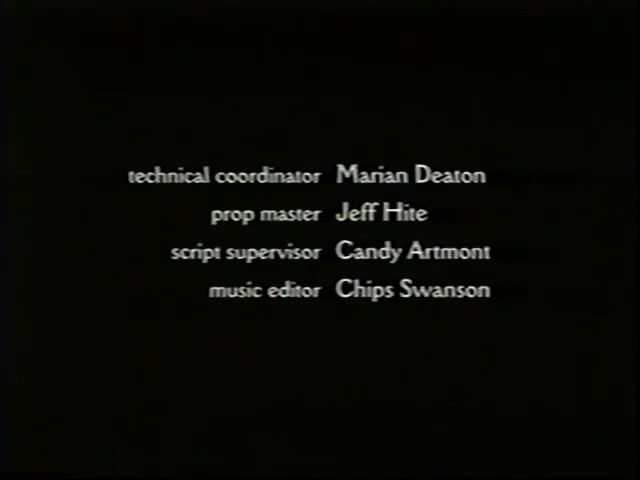 technical coordinator Marian Deaton
prop master Jeff Hite
script supervisor Candy Artmont
music editor Chips Swanson